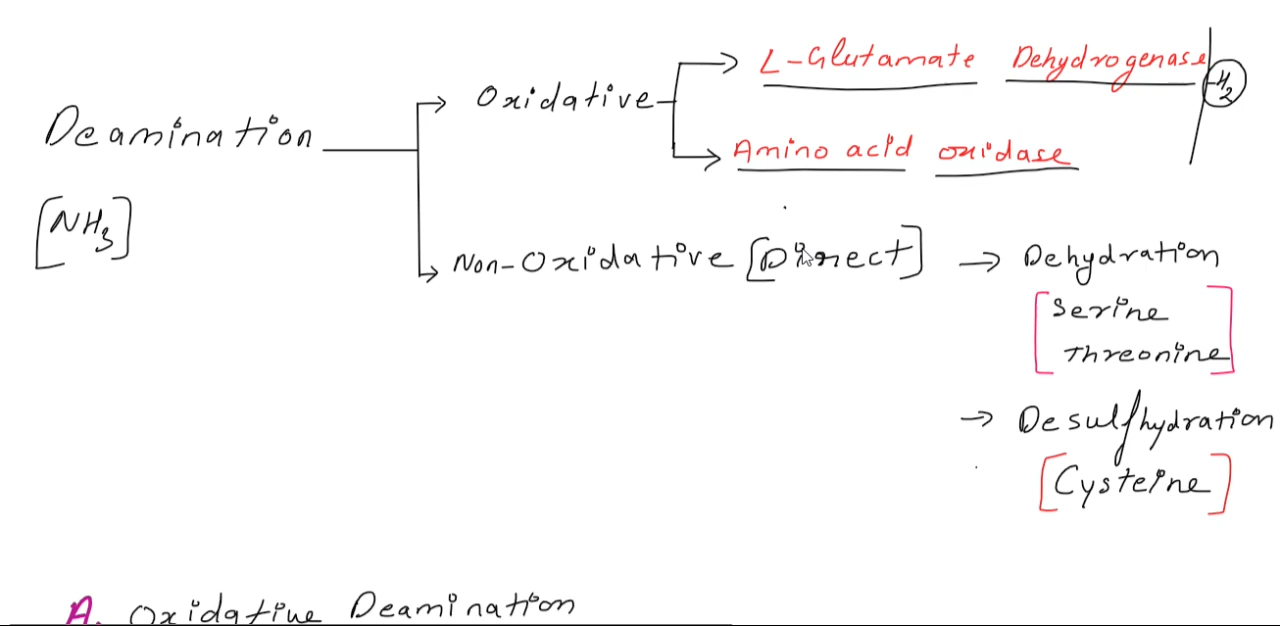 L-Glutamate Dehydrogenase
Oxidative
Deamination
Amino acid oxidase
[NH3]
Non-Oxidative [Direct] → Dehydration
[Serine
Threonine]
→ Desulfhydration
[Cysteine]
A. Oxidative Deamination